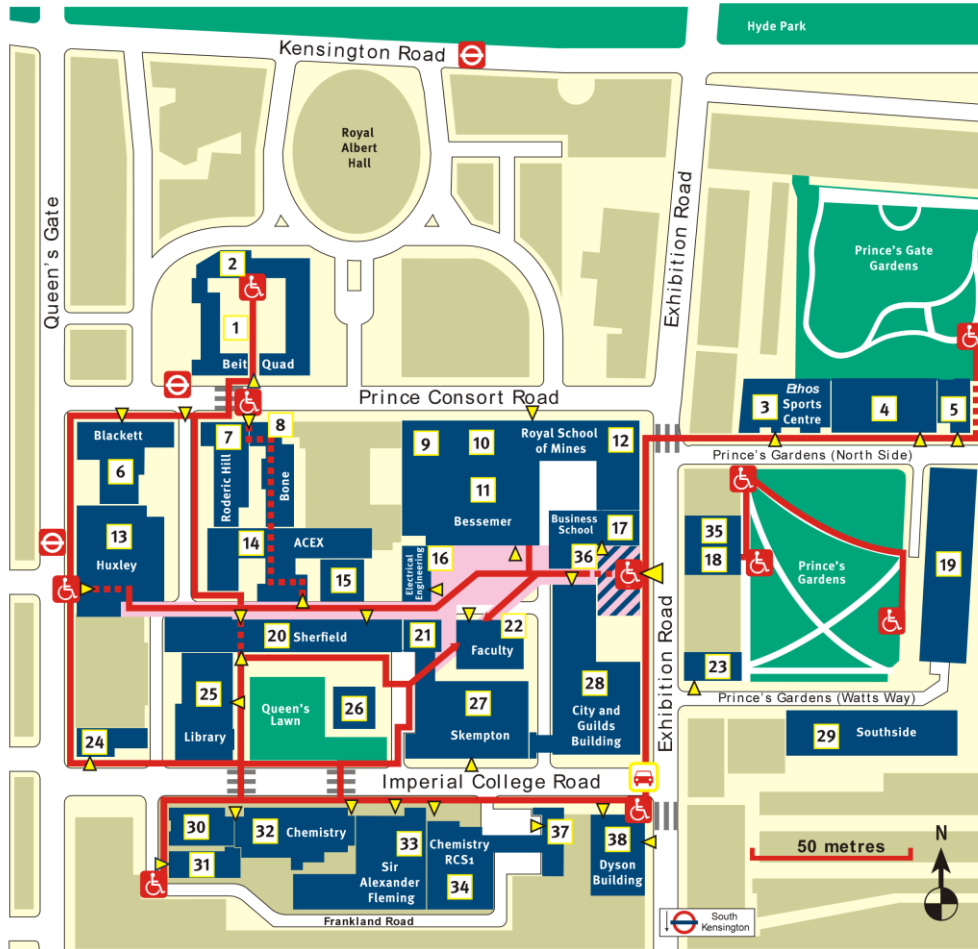 Hyde Park
Kensington Road
Royal
Albert
Hall
Queen's Gate
Exhibition Road
Prince's Gate
Gardens
2
1
Beit Quad
Prince Consort Road
3
Ethos
Sports
Centre
4
5
Prince's Gardens (North Side)
Blackett
6
7
8
Roderic Hill
Bone
9
10
Royal School
of Mines
12
11
Bessemer
13
Huxley
14
ACEX
15
16
Electrical
Engineering
Business
School
17
36
35
18
Prince's
Gardens
19
20
Sherfield
21
22
Faculty
23
Prince's Gardens (Watts Way)
Exhibition Road
24
25
Library
Queen's
Lawn
26
27
Skempton
28
City and
Guilds
Building
29
Southside
Imperial College Road
30
31
32
Chemistry
33
Sir
Alexander
Fleming
Chemistry
RCS1
34
37
38
Dyson
Building
50 metres
N
Frankland Road
South
Kensington